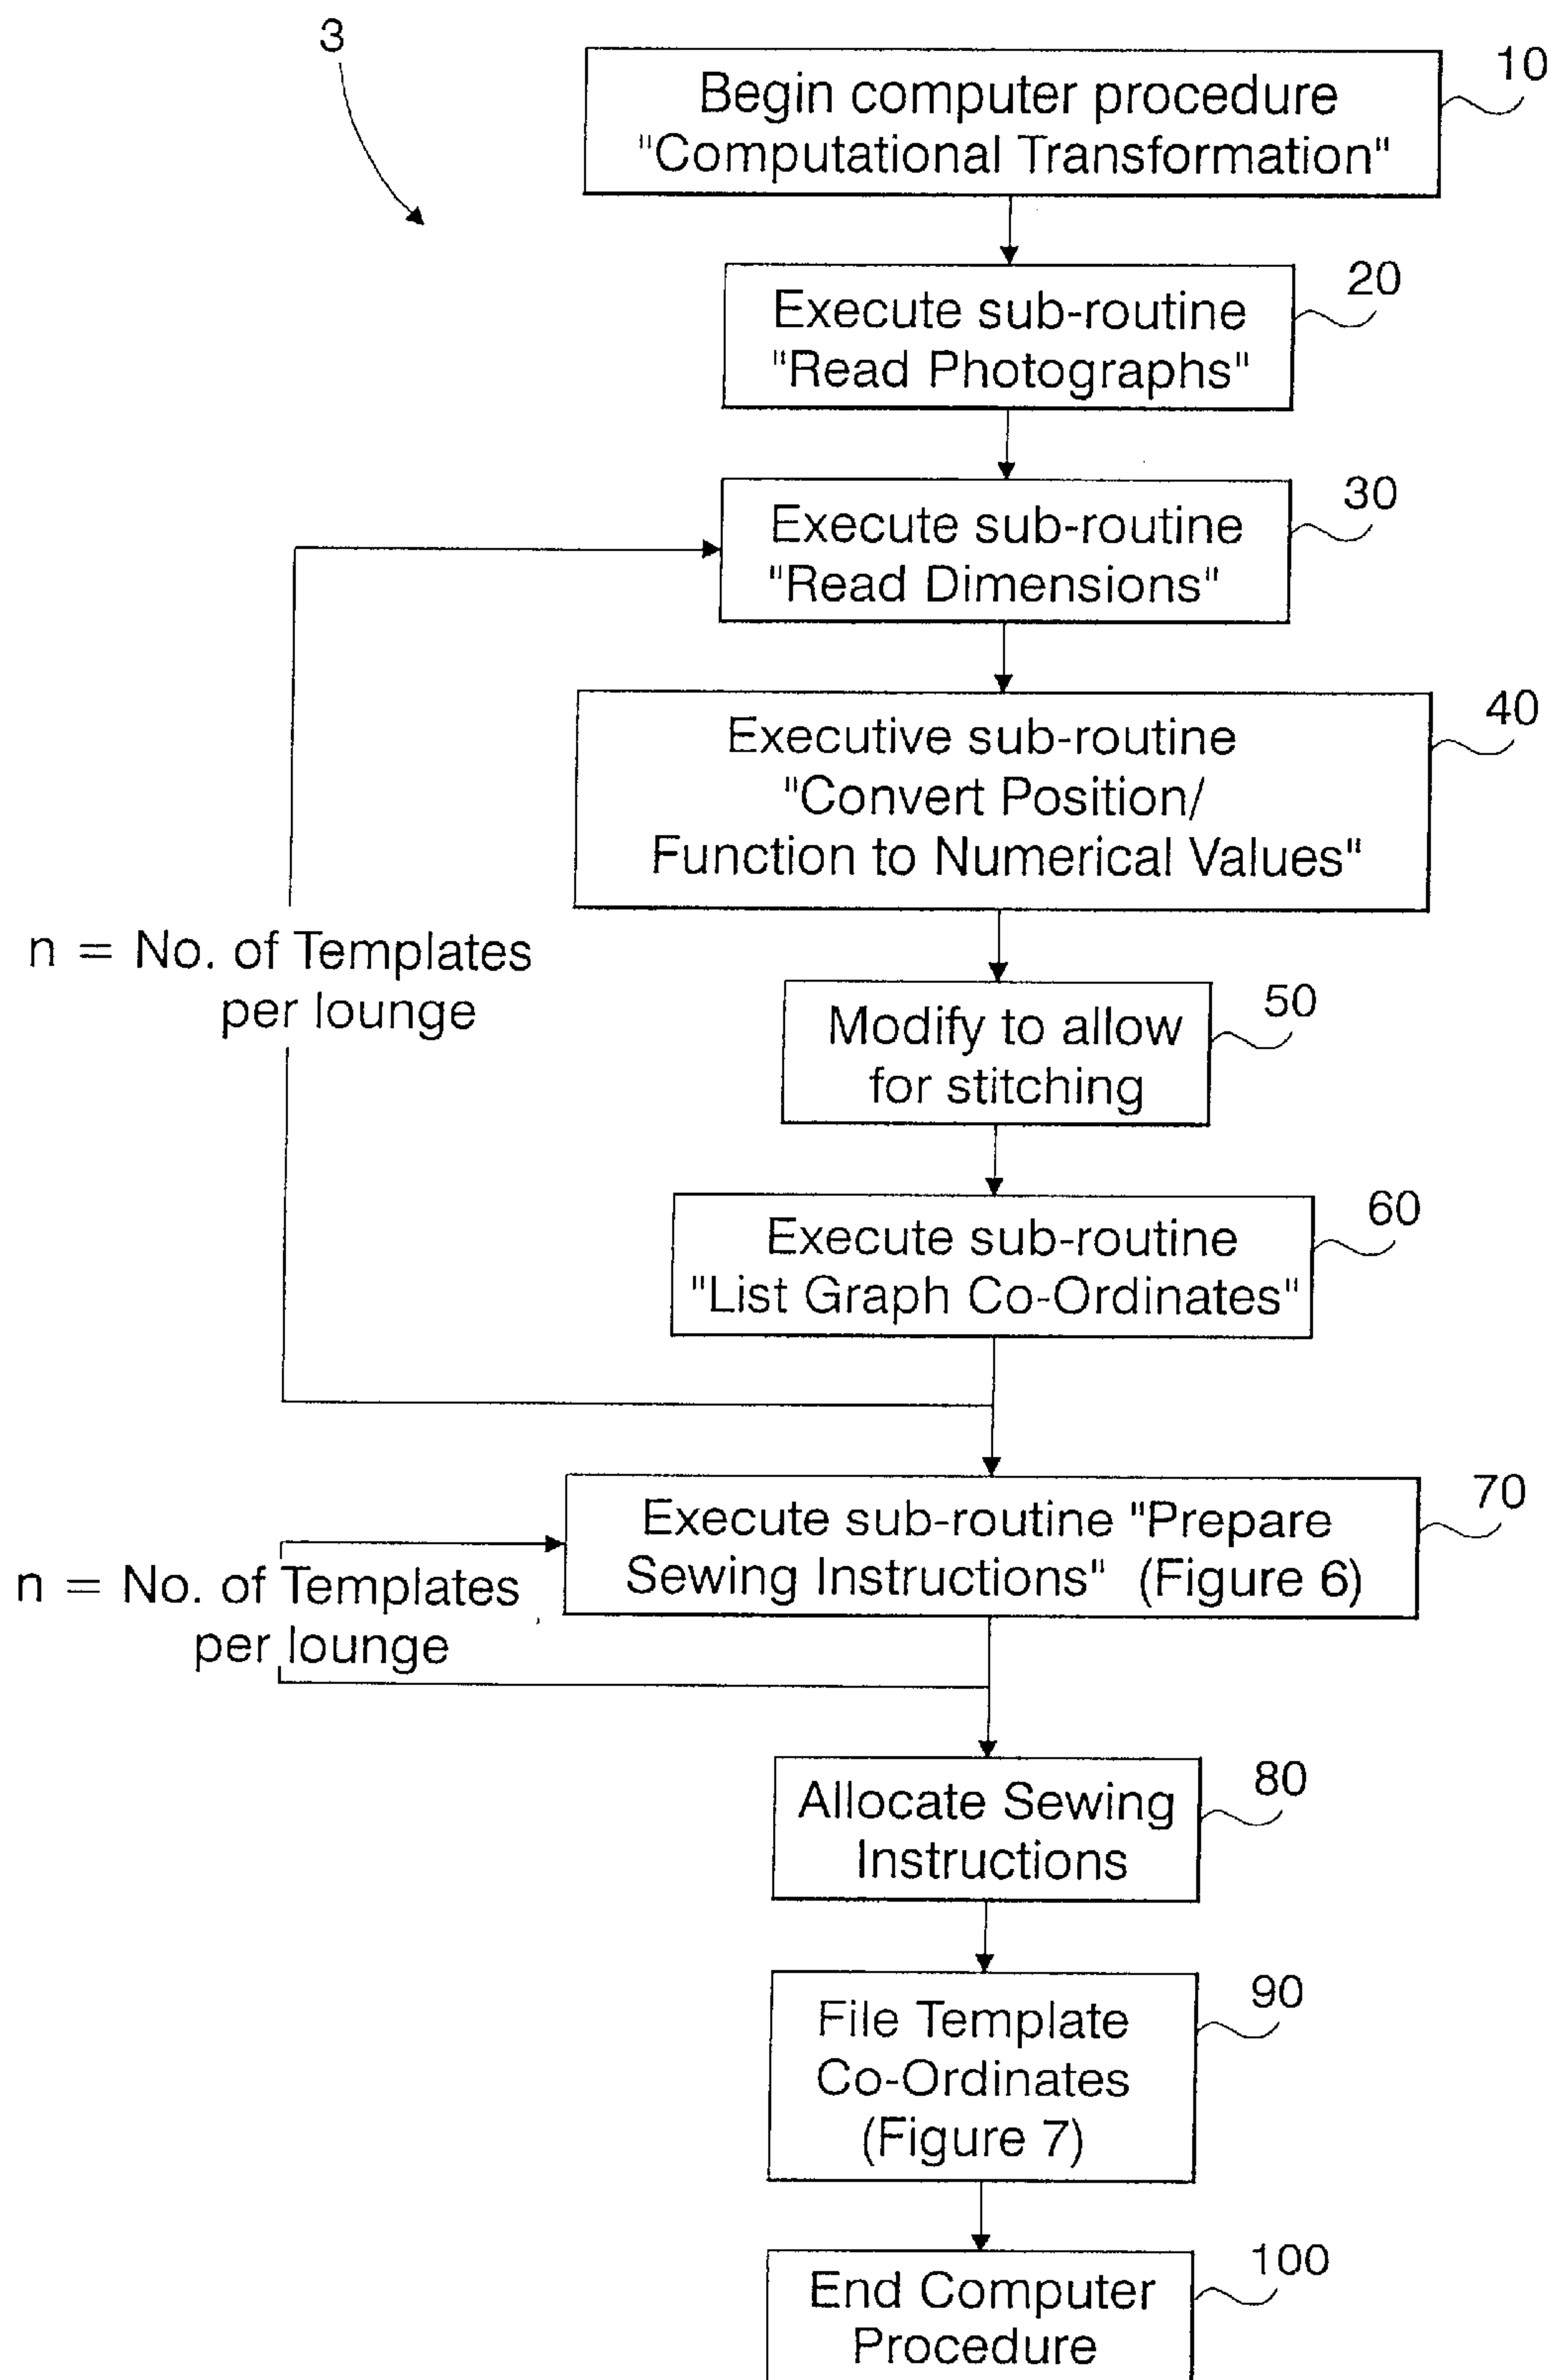 3
10
Begin computer procedure
"Computational Transformation"
20
Execute sub-routine
"Read Photographs"
30
Execute sub-routine
"Read Dimensions"
40
Executive sub-routine
"Convert Position/
Function to Numerical Values"
n = No. of Templates
per lounge
50
Modify to allow
for stitching
60
Execute sub-routine
"List Graph Co-Ordinates"
70
Execute sub-routine "Prepare
Sewing Instructions" (Figure 6)
n = No. of Templates
per lounge
80
Allocate Sewing
Instructions
90
File Template
Co-Ordinates
(Figure 7)
100
End Computer
Procedure